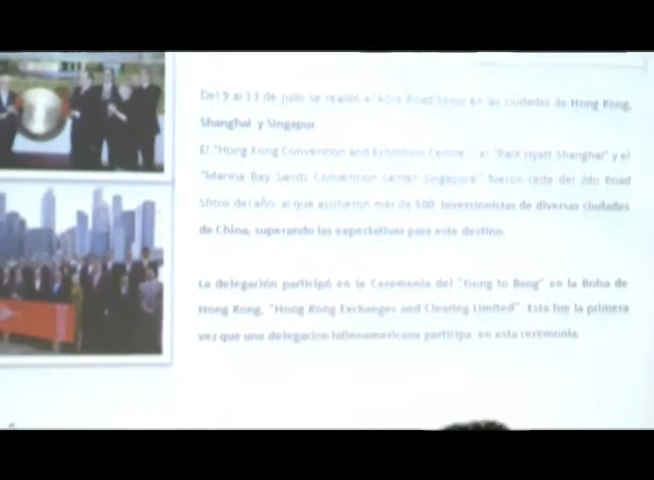 Del 9 al 13 de julio se realizó el ASIA Road Show en las ciudades de Hong Kong,
Shanghai y Singapur.
El "Hong Kong Convention and Exhibition Centre", el "Park Hyatt Shanghai" y el
"Marina Bay Sands Convention Center Singapore" fueron cede del 2do Road
Show del año, al que asistieron más de 500 inversionistas de diversas ciudades
de China, superando las expectativas para este destino.
La delegación participó en la Ceremonia del "Gong to Bang" en la Bolsa de
Hong Kong, "Hong Kong Exchanges and Clearing Limited". Esta fue la primera
vez que una delegacion latinoamericana participa en esta ceremonia.